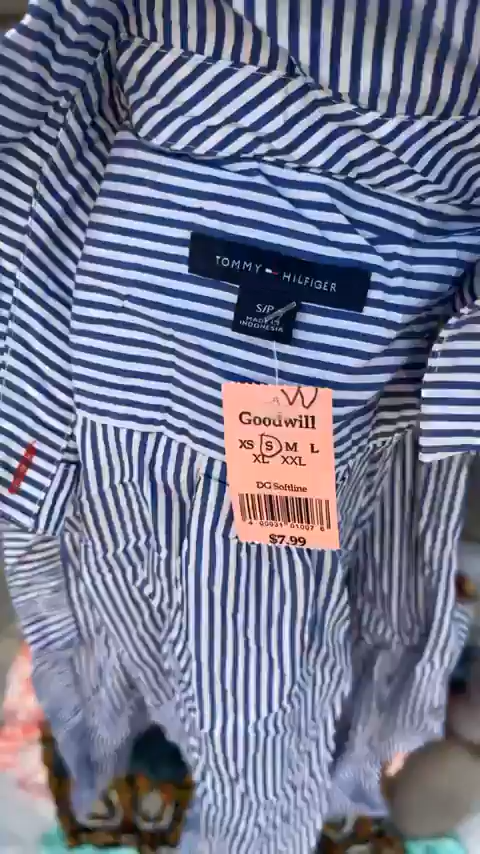 TOMMY HILFIGER
S/P
MADE IN
INDONESIA
W
Goodwill
XS S M L
XL XXL
DG Softline
$7.99